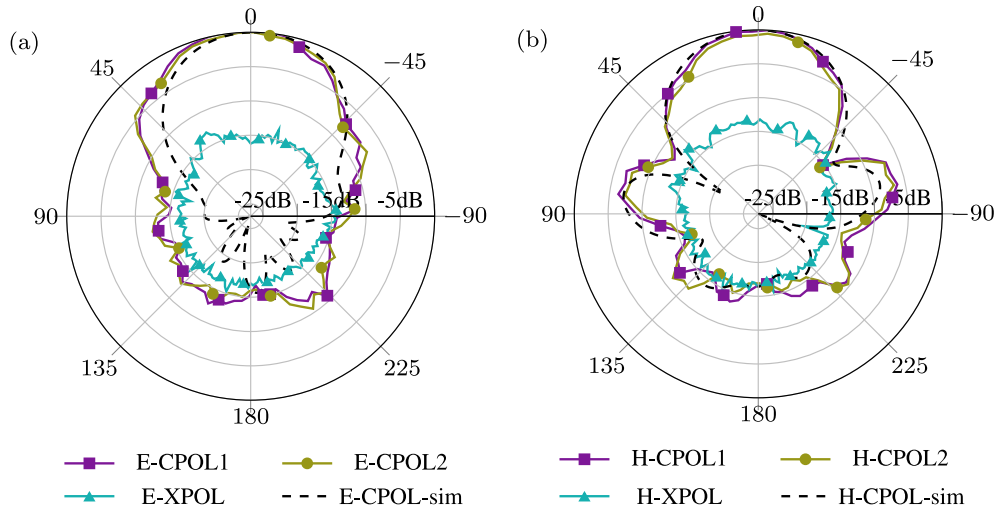 (a)
0
45
−45
-25dB
-15dB
-5dB
90
−90
135
225
180
E-CPOL1
E-CPOL2
E-XPOL
E-CPOL-sim
(b)
0
45
−45
-25dB
-15dB
-5dB
90
−90
135
225
180
H-CPOL1
H-CPOL2
H-XPOL
H-CPOL-sim